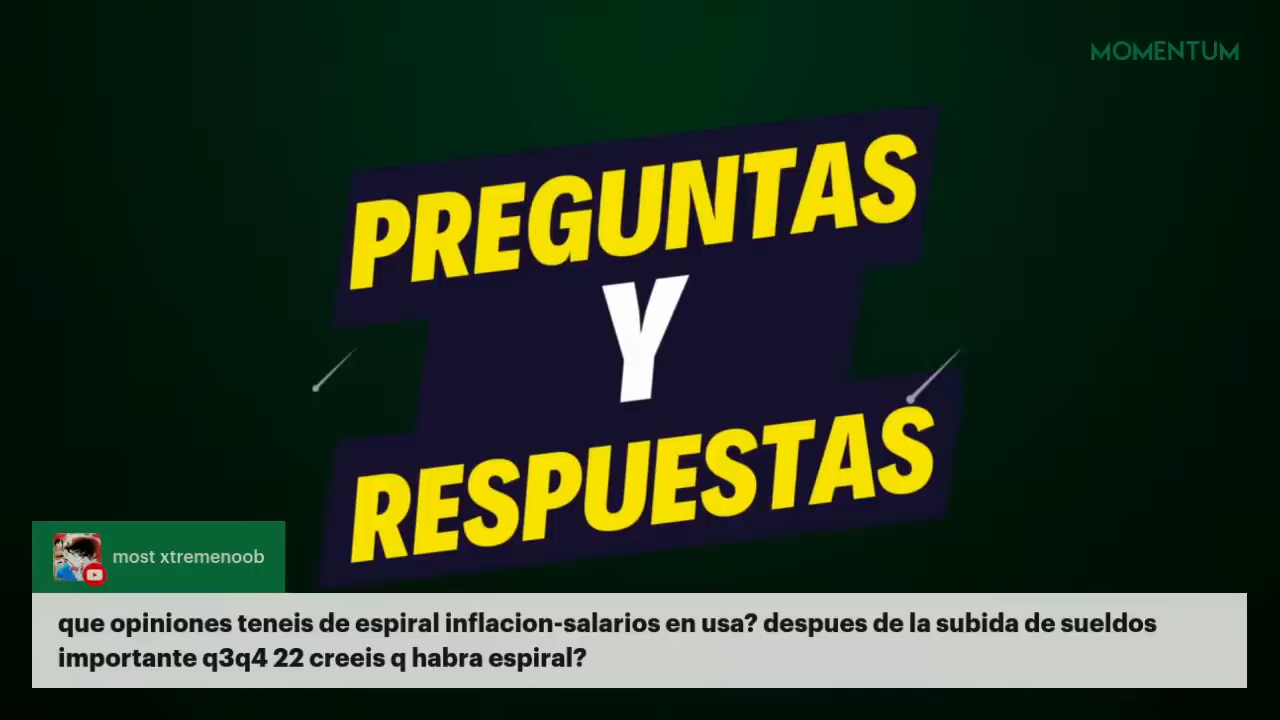 MOMENTUM
PREGUNTAS
Y
RESPUESTAS
most xtremenoob
que opiniones teneis de espiral inflacion-salarios en usa? despues de la subida de sueldos
importante q3q4 22 creeis q habra espiral?